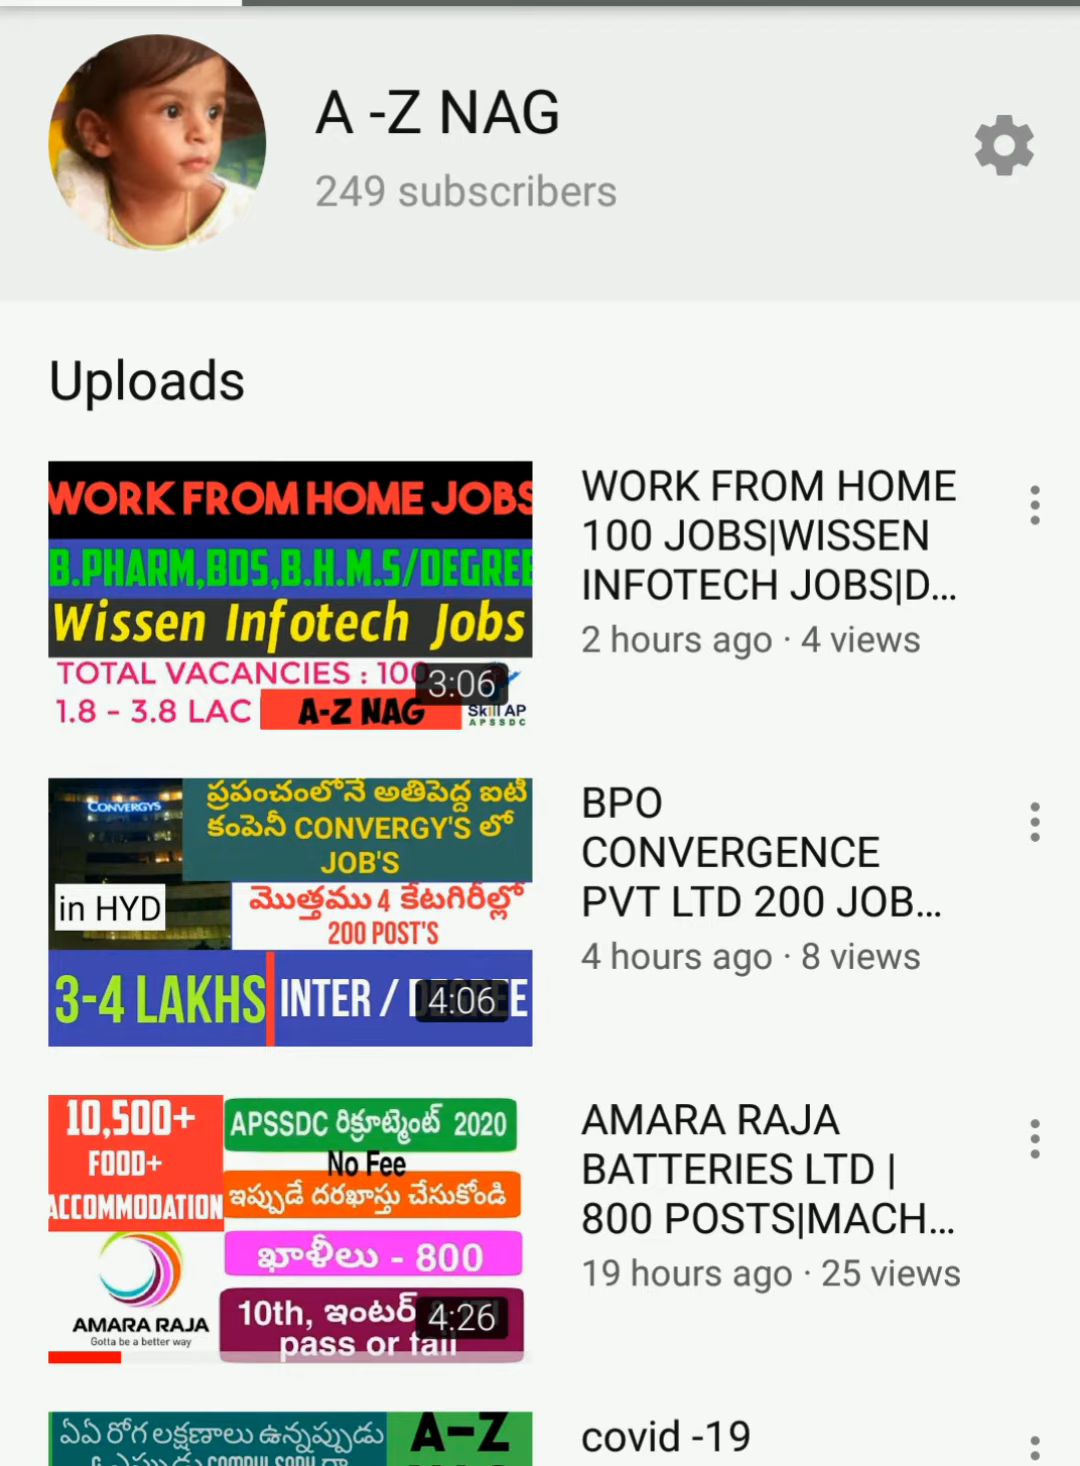 A -Z NAG
249 subscribers
Uploads
WORK FROM HOME JOBS
B.PHARM,BDS,B.H.M.S/DEGREE
Wissen Infotech Jobs
TOTAL VACANCIES : 100
3:06
1.8 - 3.8 LAC
A-Z NAG
Skill AP
APSSDC
WORK FROM HOME
100 JOBS|WISSEN
INFOTECH JOBS|D...
2 hours ago · 4 views
CONVERGYS
ప్రపంచంలోనే అతిపెద్ద ఐటీ
కంపెనీ CONVERGY'S లో
JOB'S
in HYD
మొత్తము 4 కేటగిరీల్లో
200 POST'S
3-4 LAKHS
INTER /
4:06
BPO
CONVERGENCE
PVT LTD 200 JOB...
4 hours ago · 8 views
10,500+
FOOD+
ACCOMMODATION
APSSDC రిక్రూట్మెంట్ 2020
No Fee
ఇప్పుడే దరఖాస్తు చేసుకోండి
ఖాళీలు - 800
AMARA RAJA
Gotta be a better way
10th, ఇంటర్
4:26
pass or fail
AMARA RAJA
BATTERIES LTD |
800 POSTS|MACH...
19 hours ago · 25 views
ఏఏ రోగ లక్షణాలు ఉన్నప్పుడు
A-Z
covid -19